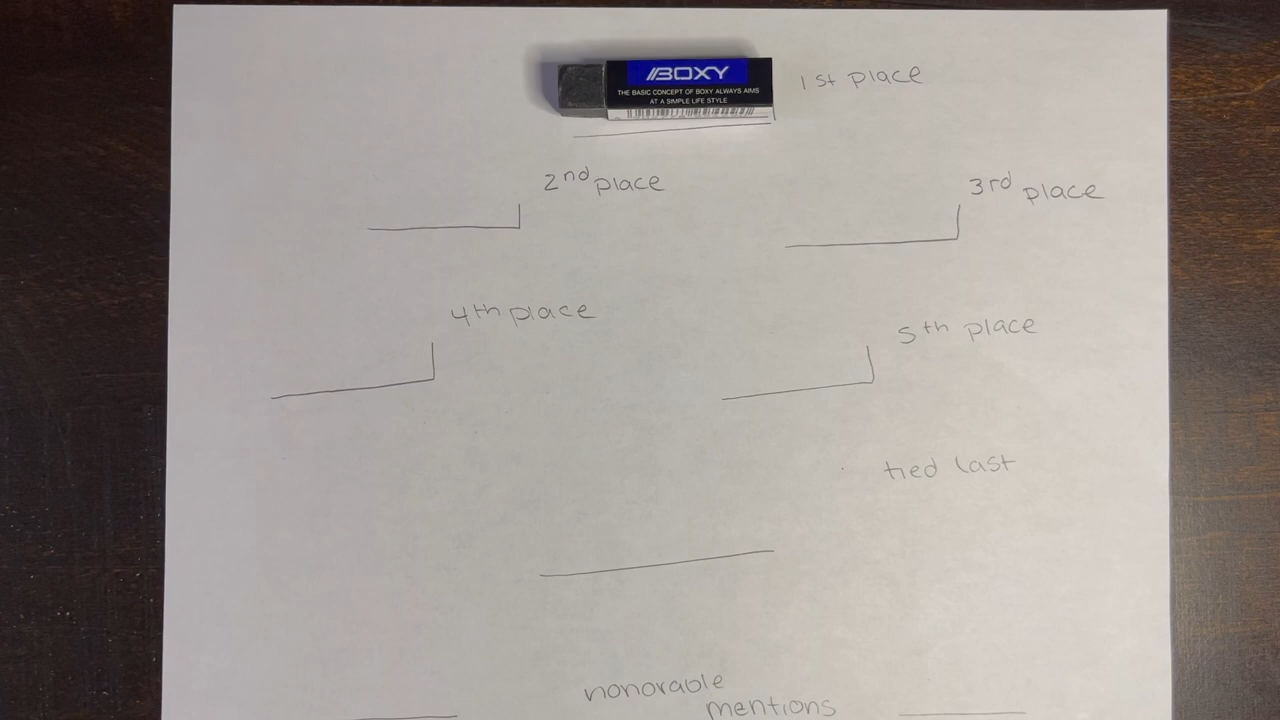 BOXY
THE BASIC CONCEPT OF BOXY ALWAYS AIMS
AT A SIMPLE LIFE STYLE
1st place
2nd place
3rd place
4th place
5th place
tied last
honorable
mentions